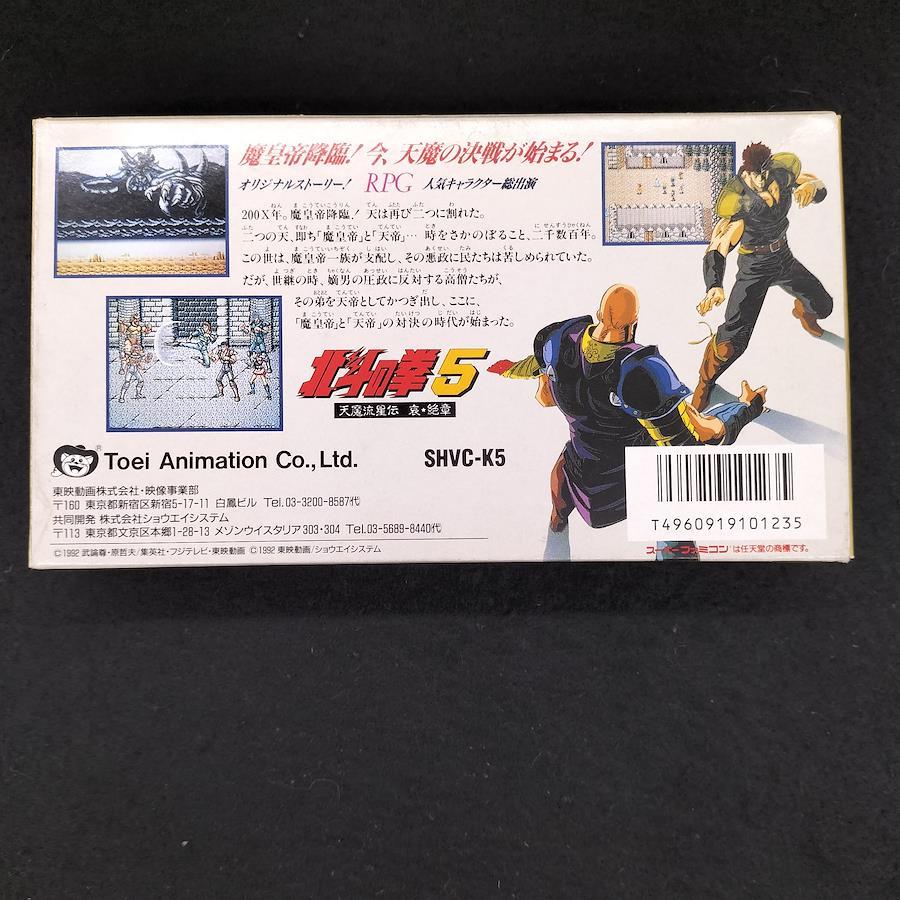 魔皇帝降臨！今、天魔の決戦が始まる！
オリジナルストーリー！ RPG 人気キャラクター総出演
200X年。魔皇帝降臨！天は再び二つに割れた。
二つの天、即ち「魔皇帝」と「天帝」… 時をさかのぼること、二千数百年。
この世は、魔皇帝一族が支配し、その悪政に民たちは苦しめられていた。
だが、世継の時、嫡男の圧政に反対する高僧たちが、
その弟を天帝としてかつぎ出し、ここに、
「魔皇帝」と「天帝」の対決の時代が始まった。
北斗の拳5
天魔流星伝 哀★絶章
Toei Animation Co., Ltd. SHVC-K5
東映動画株式会社・映像事業部
〒160 東京都新宿区新宿5-17-11 白鳳ビル Tel.03-3200-8587代
共同開発 株式会社ショウエイシステム
〒113 東京都文京区本郷1-28-13 メゾンウイスタリア303・304 Tel.03-5689-8440代
©1992 武論尊・原哲夫/集英社・フジテレビ・東映動画 ©1992 東映動画/ショウエイシステム
T4960919101235
スーパーファミコンは任天堂の商標です。